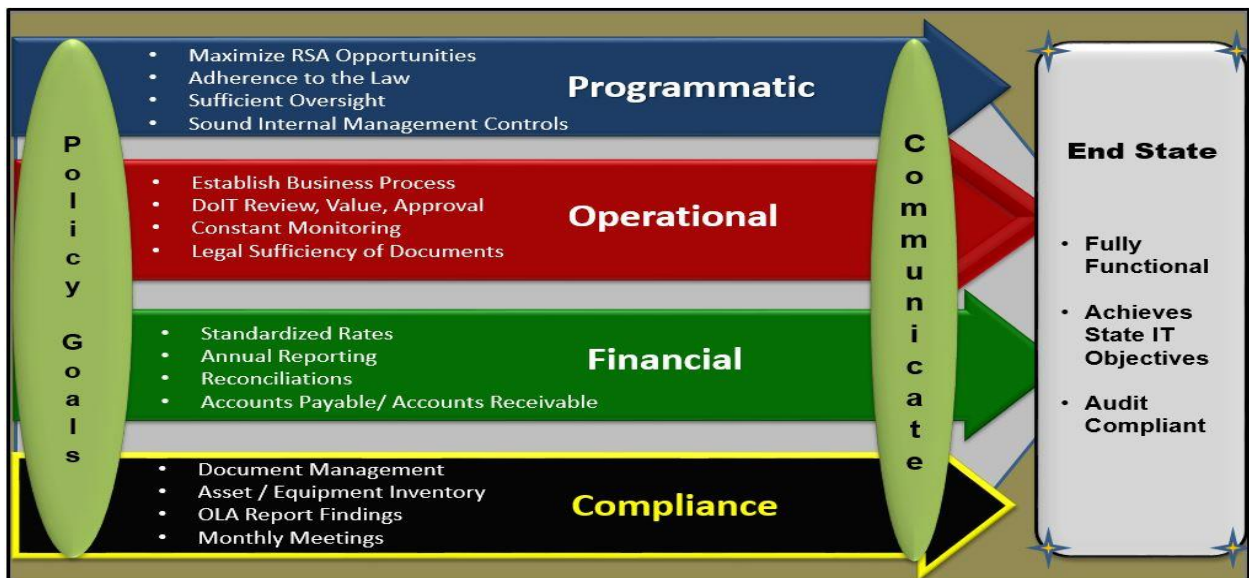 Policy Goals
• Maximize RSA Opportunities
• Adherence to the Law
• Sufficient Oversight
• Sound Internal Management Controls
Programmatic
• Establish Business Process
• DoIT Review, Value, Approval
• Constant Monitoring
• Legal Sufficiency of Documents
Operational
• Standardized Rates
• Annual Reporting
• Reconciliations
• Accounts Payable/ Accounts Receivable
Financial
• Document Management
• Asset / Equipment Inventory
• OLA Report Findings
• Monthly Meetings
Compliance
Communicate
End State
• Fully
Functional
• Achieves
State IT
Objectives
• Audit
Compliant